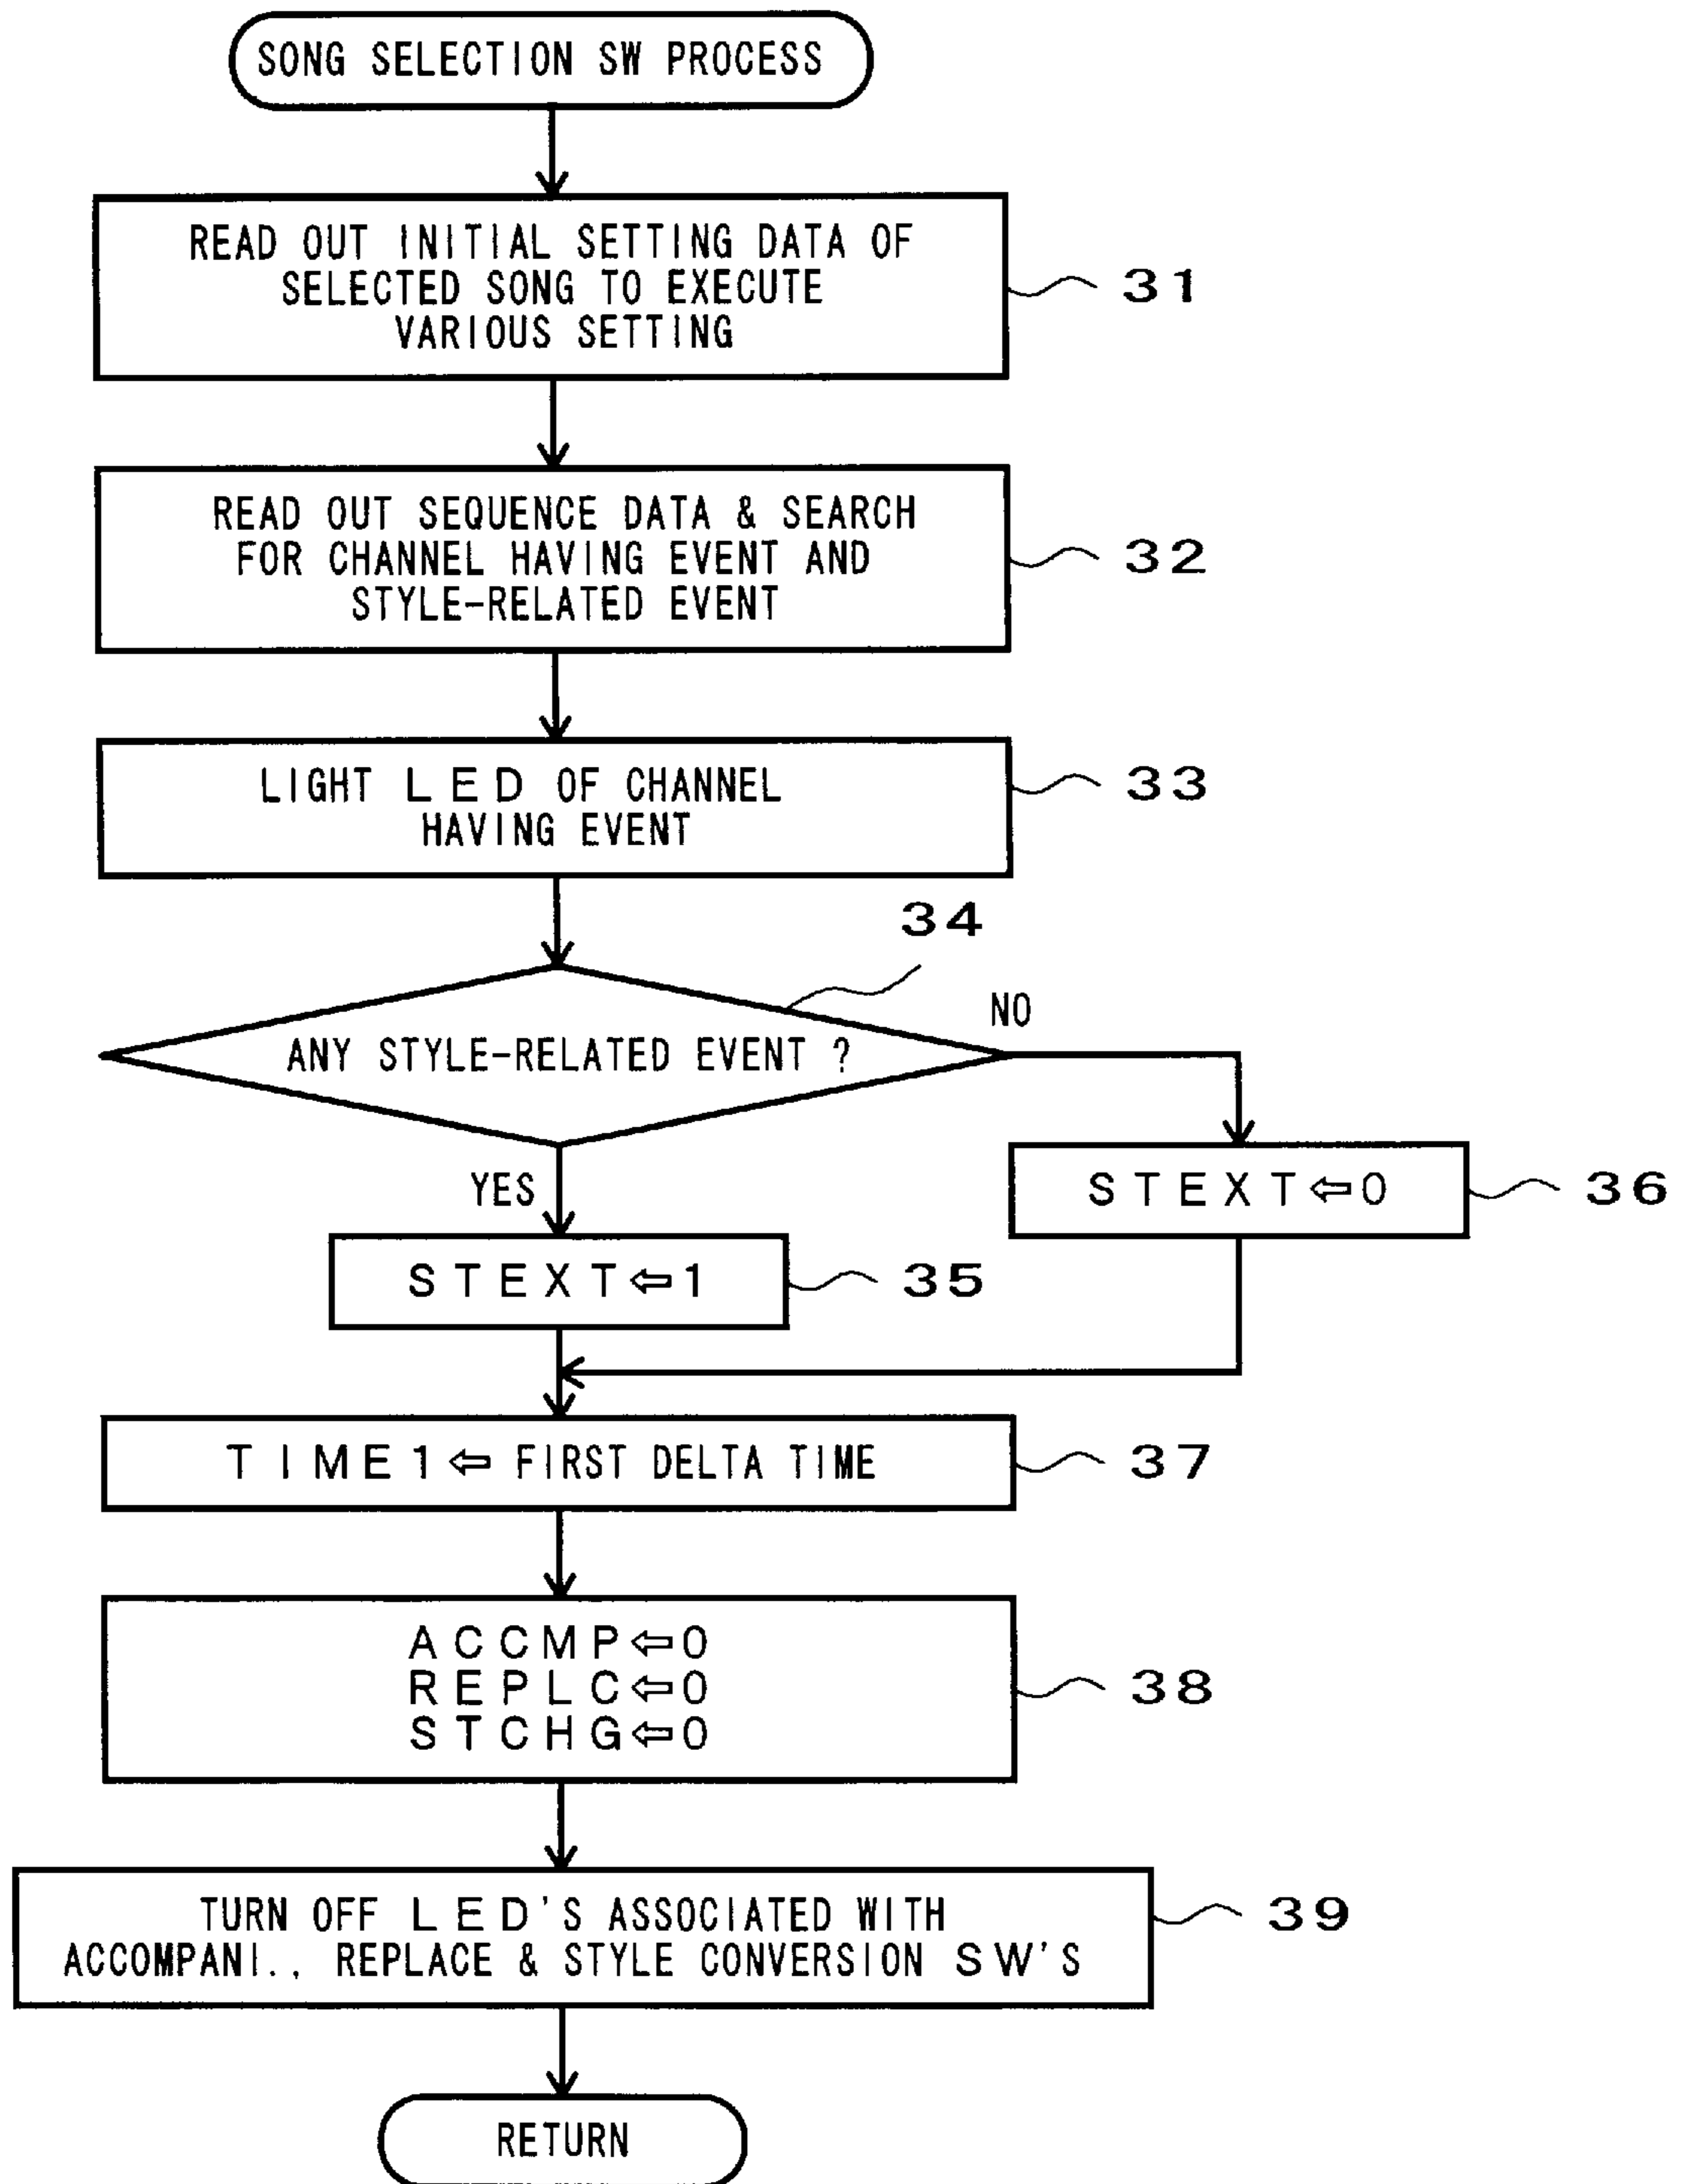 SONG SELECTION SW PROCESS
READ OUT INITIAL SETTING DATA OF
SELECTED SONG TO EXECUTE
VARIOUS SETTING
31
READ OUT SEQUENCE DATA & SEARCH
FOR CHANNEL HAVING EVENT AND
STYLE-RELATED EVENT
32
LIGHT LED OF CHANNEL
HAVING EVENT
33
34
ANY STYLE-RELATED EVENT ?
NO
YES
STEXT⇦0
36
STEXT⇦1
35
TIME1⇦ FIRST DELTA TIME
37
ACCMP⇦0
REPLC⇦0
STCHG⇦0
38
TURN OFF LED'S ASSOCIATED WITH
ACCOMPANI., REPLACE & STYLE CONVERSION SW'S
39
RETURN